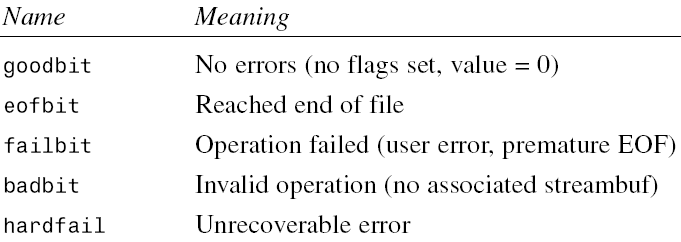 Name Meaning
goodbit No errors (no flags set, value = 0)
eofbit Reached end of file
failbit Operation failed (user error, premature EOF)
badbit Invalid operation (no associated streambuf)
hardfail Unrecoverable error